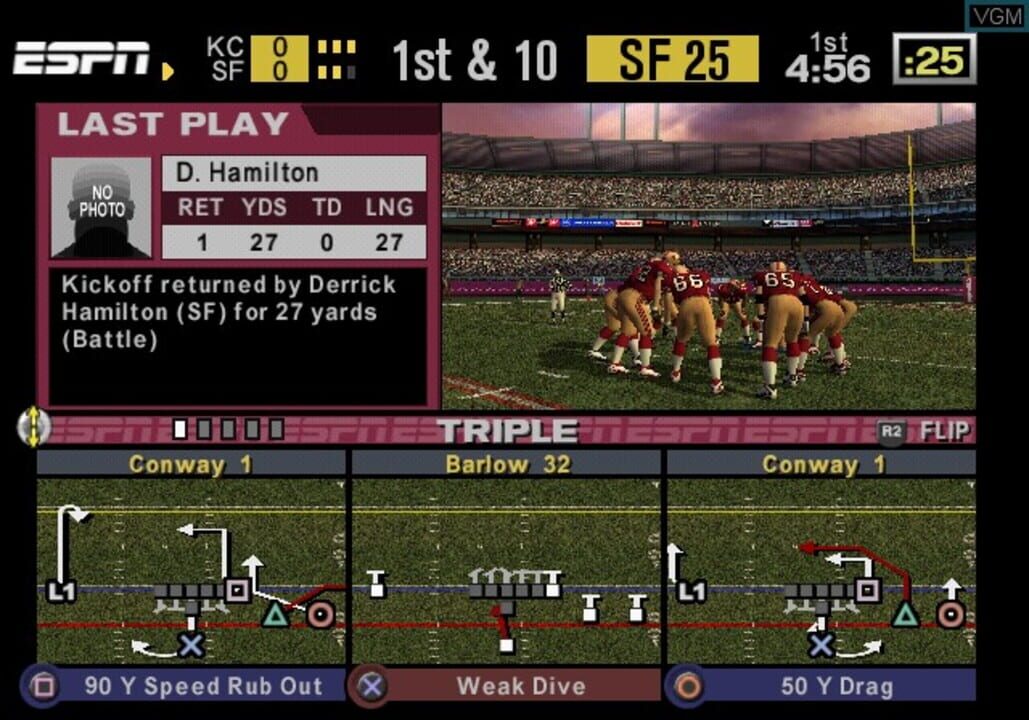 VGM
ESPN
KC 0
SF 0
1st & 10
SF 25
1st
4:56
:25
LAST PLAY
NO
PHOTO
D. Hamilton
RET YDS TD LNG
1 27 0 27
Kickoff returned by Derrick
Hamilton (SF) for 27 yards
(Battle)
66
65
TRIPLE
R2 FLIP
Conway 1
Barlow 32
Conway 1
L1
L1
90 Y Speed Rub Out
Weak Dive
50 Y Drag